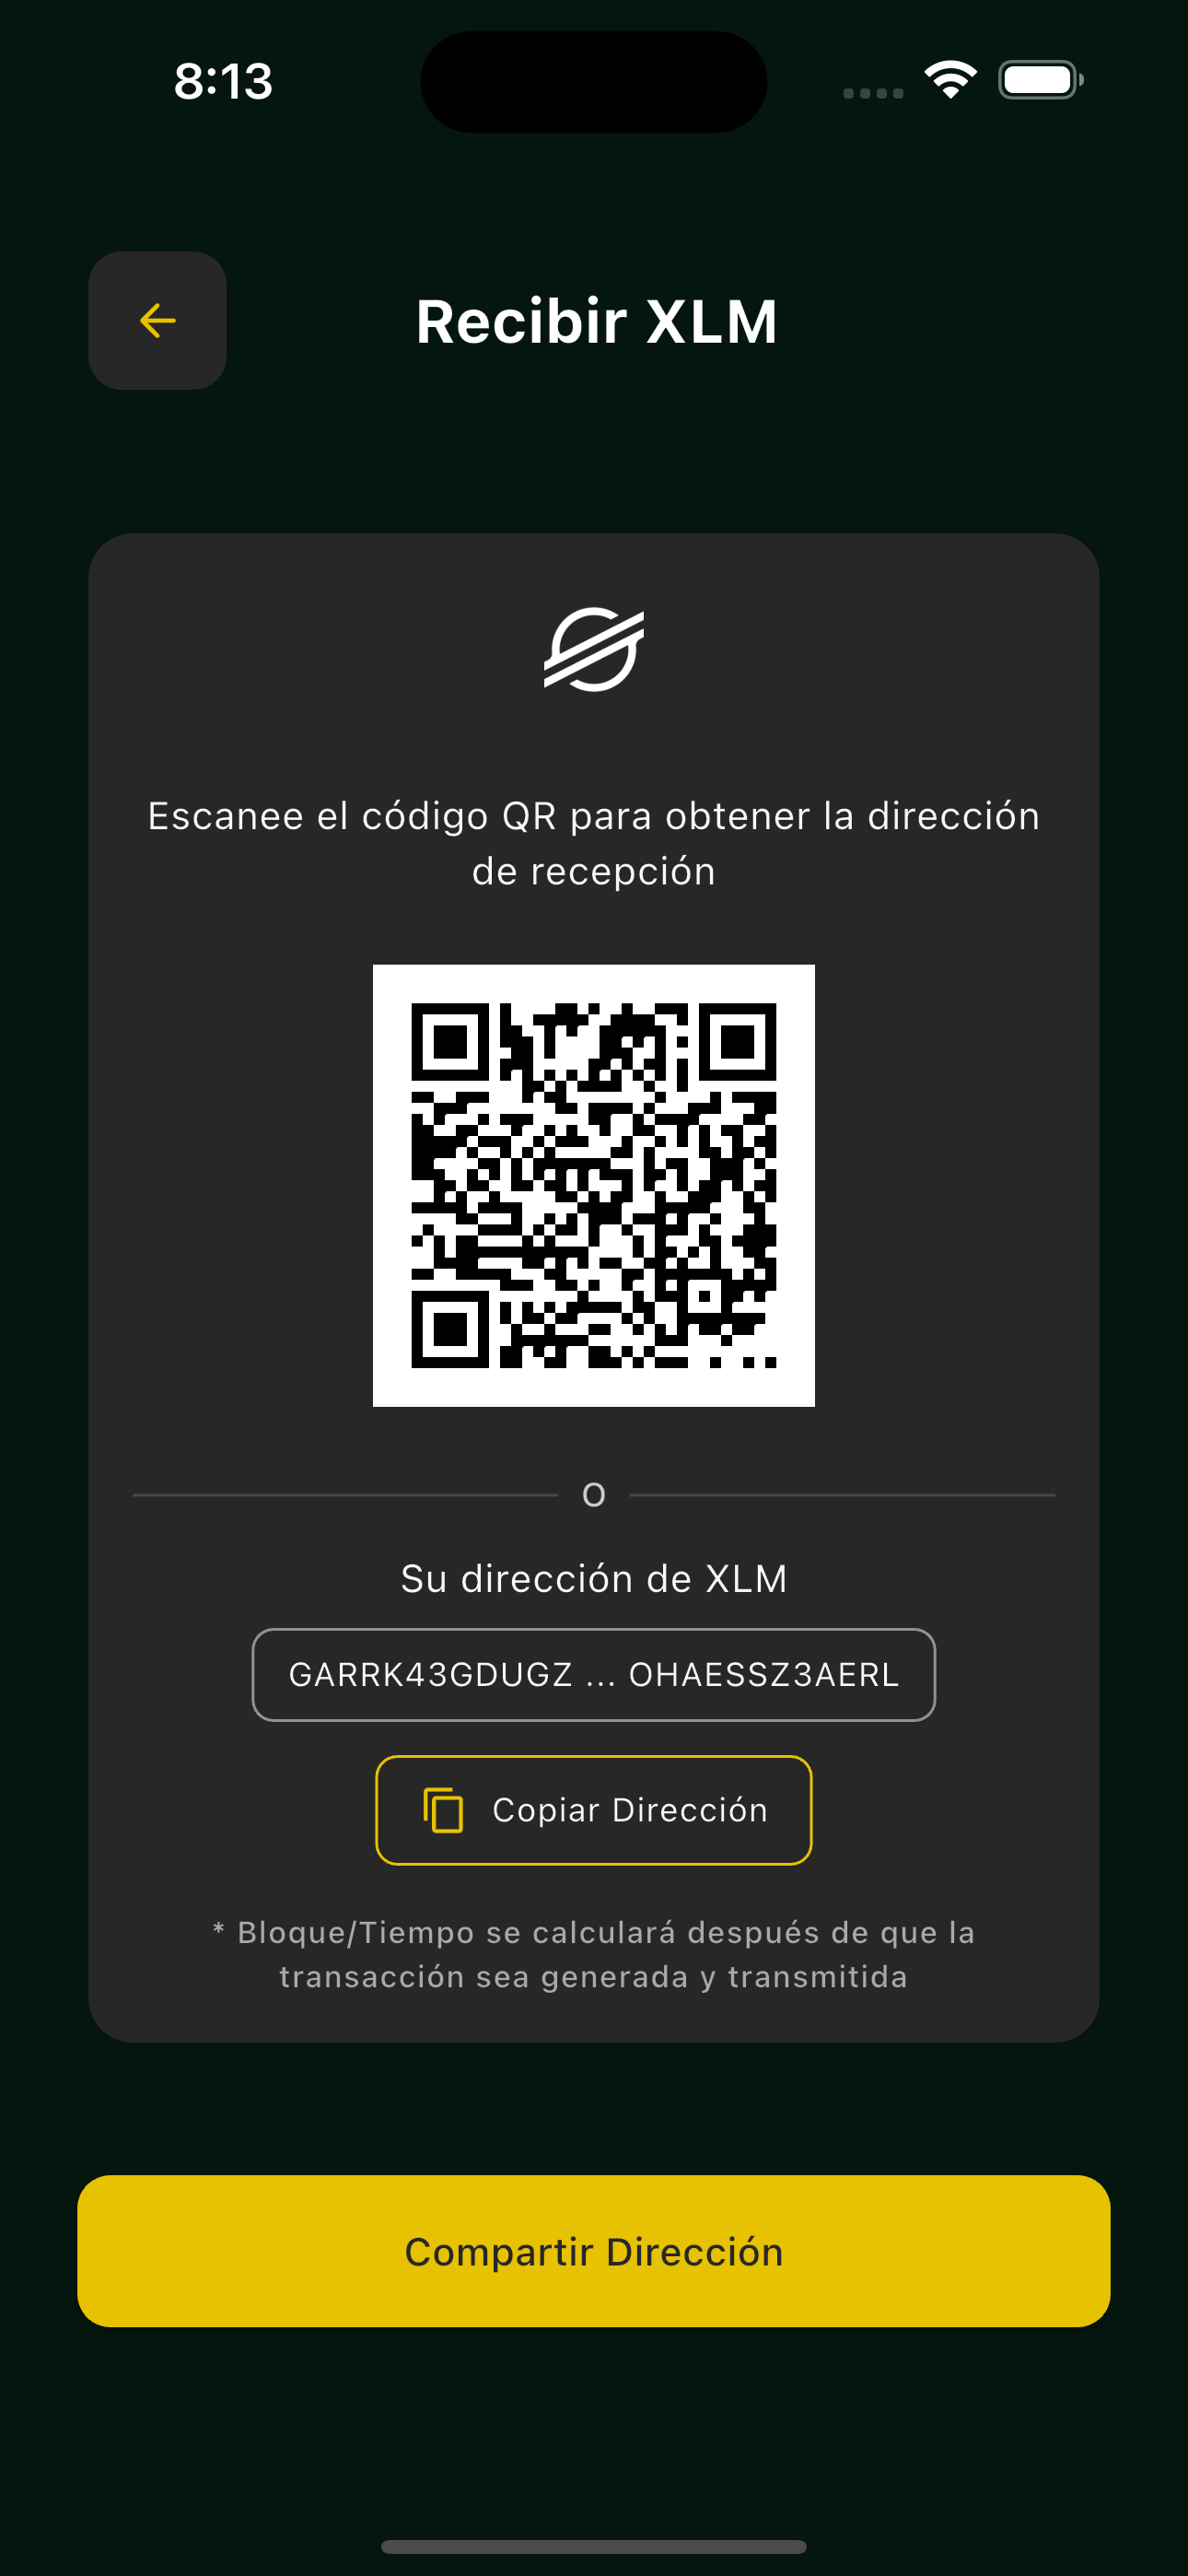 8:13
Recibir XLM
Escanee el código QR para obtener la dirección
de recepción
O
Su dirección de XLM
GARRK43GDUGZ ... OHAESSZ3AERL
Copiar Dirección
* Bloque/Tiempo se calculará después de que la
transacción sea generada y transmitida
Compartir Dirección